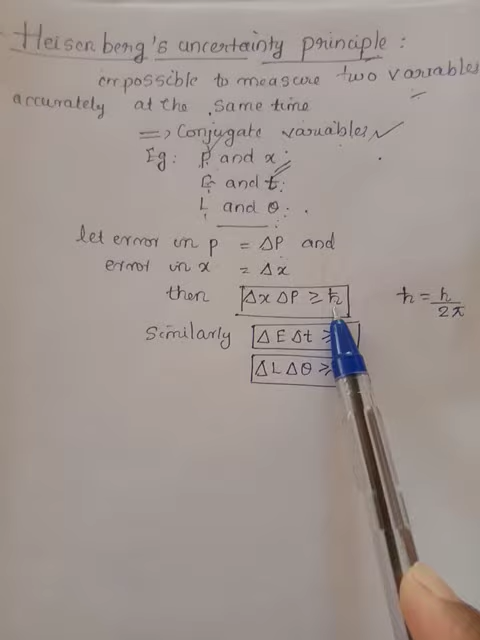 Heisenberg's uncertainty principle :
impossible to measure two variables
accurately at the same time
=> Conjugate variables ✓
Eg: P and x
E and t
L and θ
let error in p = ΔP and
error in x = Δx
then Δx ΔP ≥ ħ ħ = h/2π
Similarly ΔE Δt ≥
ΔL Δθ ≥